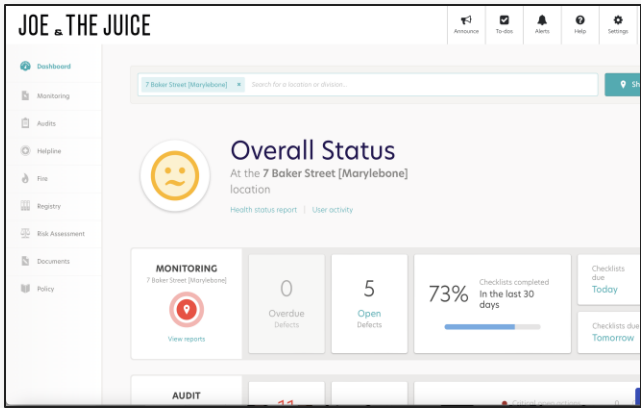 JOE & THE JUICE
Announce
To-dos
Alerts
Help
Settings
Dashboard
Monitoring
Audits
Helpline
Fire
Registry
Risk Assessment
Documents
Policy
7 Baker Street [Marylebone] ×
Search for a location or division...
Sh
Overall Status
At the 7 Baker Street [Marylebone]
location
Health status report | User activity
MONITORING
7 Baker Street [Marylebone]
View reports
0
Overdue
Defects
5
Open
Defects
73%
Checklists completed
In the last 30
days
Checklists
due
Today
Checklists due
Tomorrow
AUDIT
11